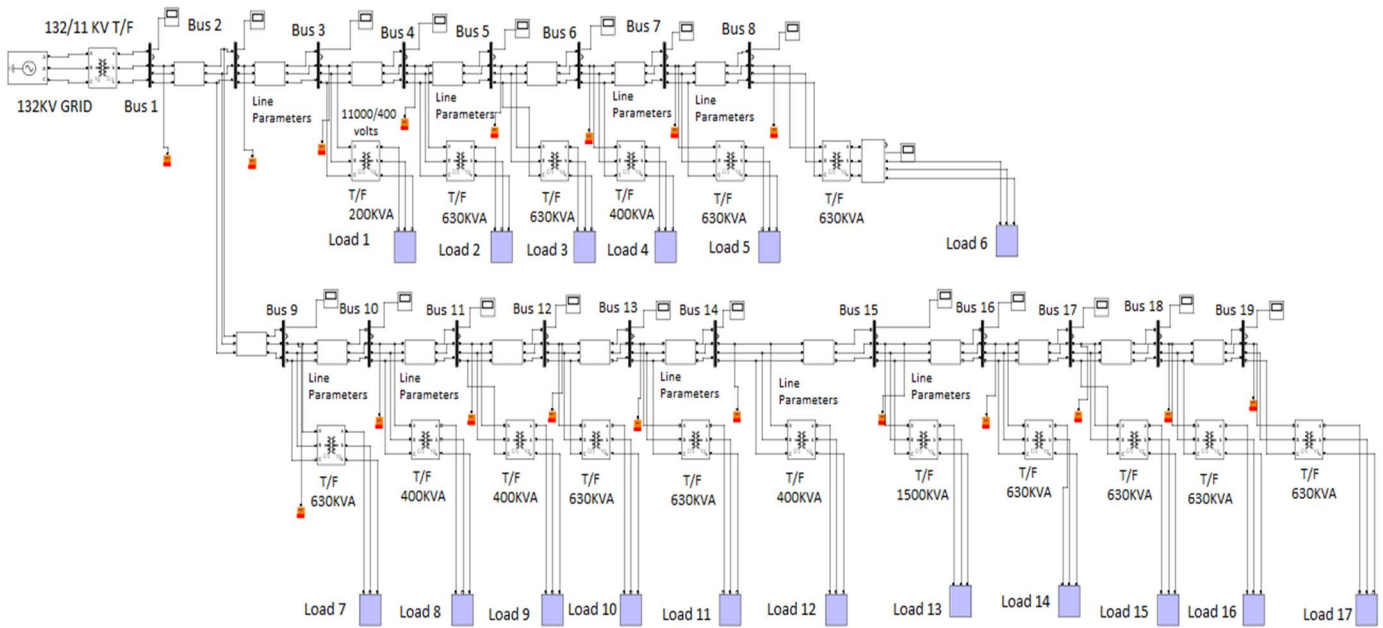 132/11 KV T/F
Bus 2
Bus 3
Bus 4
Bus 5
Bus 6
Bus 7
Bus 8
132KV GRID
Bus 1
Line
Parameters
11000/400
volts
Line
Parameters
Line
Parameters
Line
Parameters
T/F
200KVA
T/F
630KVA
T/F
630KVA
T/F
400KVA
T/F
630KVA
T/F
630KVA
Load 1
Load 2
Load 3
Load 4
Load 5
Load 6
Bus 9
Bus 10
Bus 11
Bus 12
Bus 13
Bus 14
Bus 15
Bus 16
Bus 17
Bus 18
Bus 19
Line
Parameters
Line
Parameters
Line
Parameters
Line
Parameters
Line
Parameters
T/F
630KVA
T/F
400KVA
T/F
400KVA
T/F
630KVA
T/F
630KVA
T/F
400KVA
T/F
1500KVA
T/F
630KVA
T/F
630KVA
T/F
630KVA
T/F
630KVA
Load 7
Load 8
Load 9
Load 10
Load 11
Load 12
Load 13
Load 14
Load 15
Load 16
Load 17